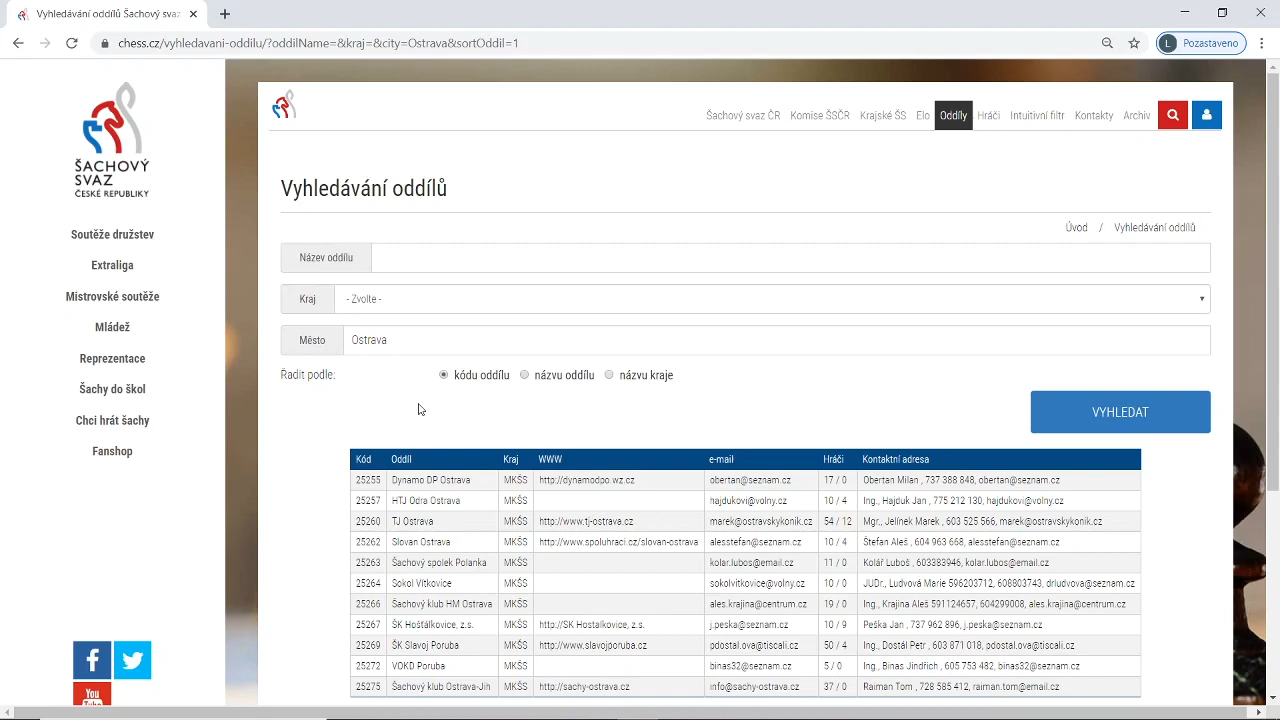 Vyhledávání oddílů Šachový svaz
chess.cz/vyhledavani-oddilu/?oddilName=&kraj=&city=Ostrava&sortOddil=1
L Pozastaveno
ŠACHOVÝ
SVAZ
ČESKÉ REPUBLIKY
Soutěže družstev
Extraliga
Mistrovské soutěže
Mládež
Reprezentace
Šachy do škol
Chci hrát šachy
Fanshop
You
Šachový svaz ČR Komise ŠSČR Krajské ŠS Elo Oddíly Hráči Intuitivní filtr Kontakty Archiv
Vyhledávání oddílů
Úvod / Vyhledávání oddílů
Název oddílu
Kraj - Zvolte -
Město Ostrava
Řadit podle: kódu oddílu názvu oddílu názvu kraje
VYHLEDAT
Kód Oddíl Kraj WWW e-mail Hráči Kontaktní adresa
25255 Dynamo DP Ostrava MKŠS http://dynamodpo.wz.cz obertan@seznam.cz 17 / 0 Obertan Milan , 737 388 848, obertan@seznam.cz
25257 HTJ Odra Ostrava MKŠS hajdukovi@volny.cz 10 / 4 Ing., Hajduk Jan , 775 212 130, hajdukovi@volny.cz
25260 TJ Ostrava MKŠS http://www.tj-ostrava.cz marek@ostravskykonik.cz 54 / 12 Mgr., Jelínek Marek , 603 525 566, marek@ostravskykonik.cz
25262 Slovan Ostrava MKŠS http://www.spoluhraci.cz/slovan-ostrava alesstefan@seznam.cz 10 / 4 Štefan Aleš , 604 963 668, alesstefan@seznam.cz
25263 Šachový spolek Polanka MKŠS kolar.lubos@email.cz 11 / 0 Kolář Luboš , 603383946, kolar.lubos@email.cz
25264 Sokol Vítkovice MKŠS sokolvitkovice@volny.cz 10 / 0 JUDr., Ludvová Marie 596203712, 608803743, driudvova@seznam.cz
25266 Šachový klub HM Ostrava MKŠS ales.krajina@centrum.cz 19 / 0 Ing., Krajina Aleš 591124657, 604299008, ales.krajina@centrum.cz
25267 ŠK Hošťálkovice, z.s. MKŠS http://SK Hostalkovice, z.s. j.peska@seznam.cz 10 / 9 Peška Jan , 737 962 896, j.peska@seznam.cz
25269 ŠK Slavoj Poruba MKŠS http://www.slavojporuba.cz pdostal.ova@tiscali.cz 50 / 4 Ing., Dostál Petr , 603 871 018, pdostal.ova@tiscali.cz
25272 VOKD Poruba MKŠS binas32@seznam.cz 5 / 0 Ing., Binas Jindřich , 605 739 482, binas32@seznam.cz
25275 Šachový klub Ostrava-Jih MKŠS http://sachy-ostrava.cz info@sachy-ostrava.cz 37 / 0 Raiman Tom , 728 585 412, raiman.tom@email.cz